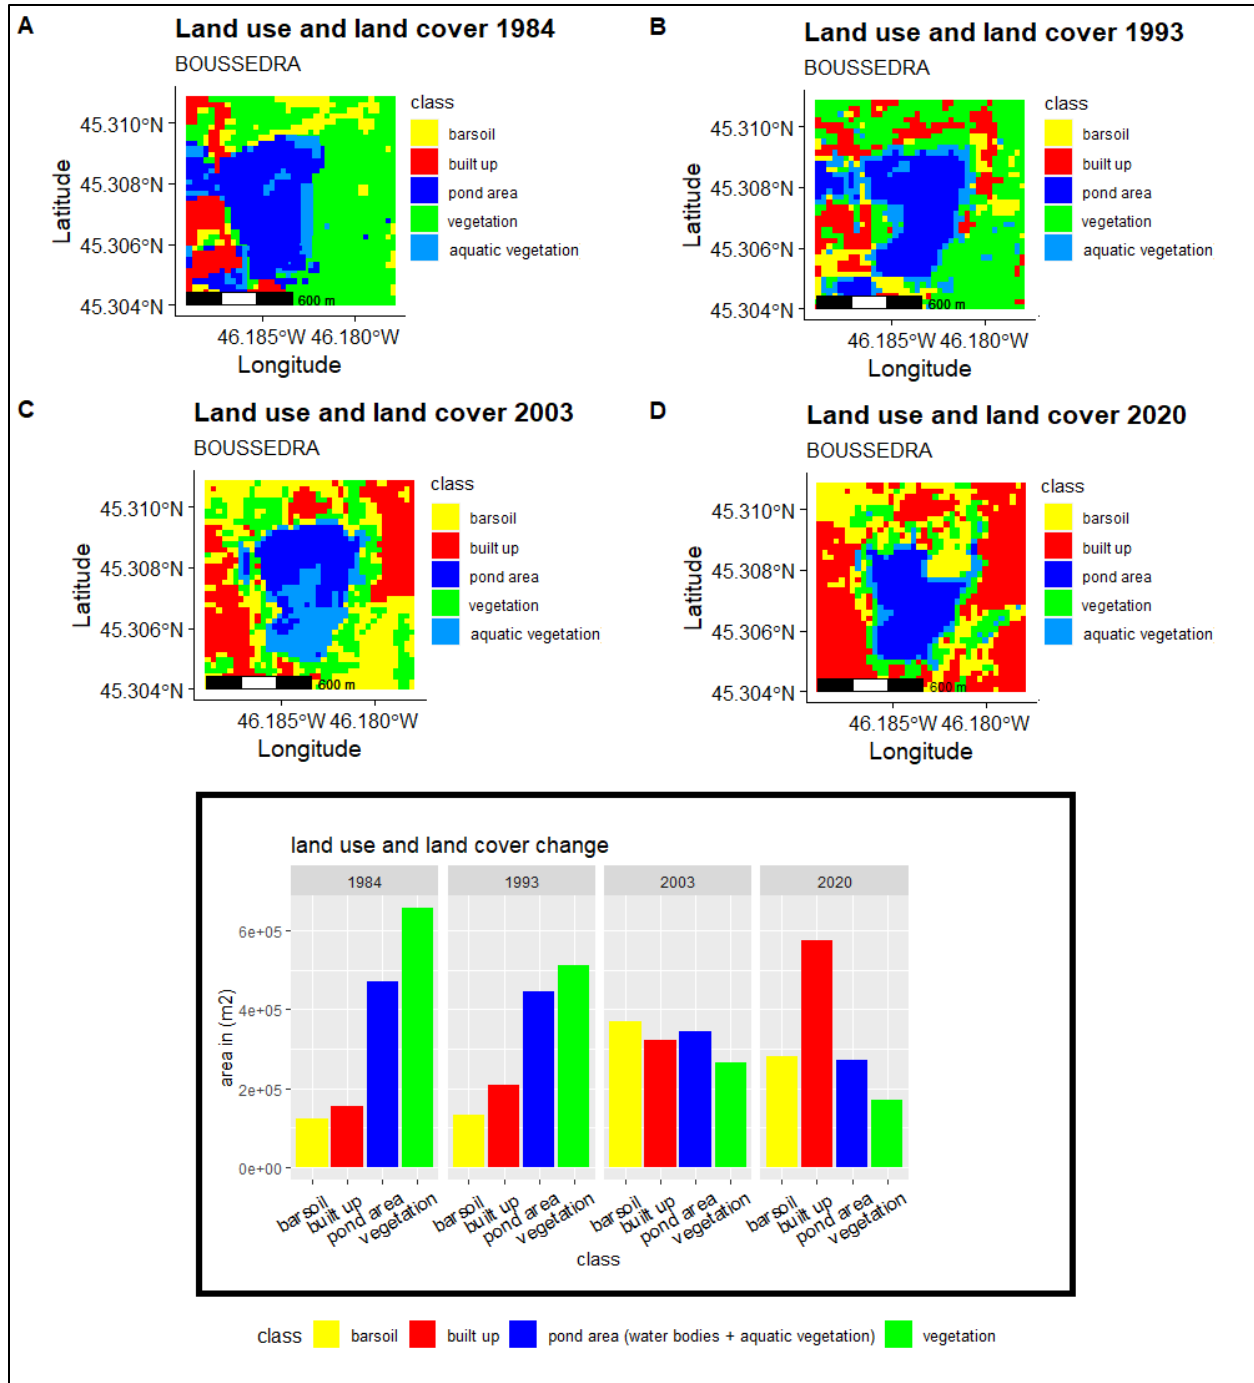 A
Land use and land cover 1984
BOUSSEDRA
class
barsoil
built up
pond area
vegetation
aquatic vegetation
45.310°N
45.308°N
45.306°N
45.304°N
Latitude
600 m
46.185°W 46.180°W
Longitude
B
Land use and land cover 1993
BOUSSEDRA
class
barsoil
built up
pond area
vegetation
aquatic vegetation
45.310°N
45.308°N
45.306°N
45.304°N
Latitude
600 m
46.185°W 46.180°W
Longitude
C
Land use and land cover 2003
BOUSSEDRA
class
barsoil
built up
pond area
vegetation
aquatic vegetation
45.310°N
45.308°N
45.306°N
45.304°N
Latitude
600 m
46.185°W 46.180°W
Longitude
D
Land use and land cover 2020
BOUSSEDRA
class
barsoil
built up
pond area
vegetation
aquatic vegetation
45.310°N
45.308°N
45.306°N
45.304°N
Latitude
600 m
46.185°W 46.180°W
Longitude
land use and land cover change
1984 1993 2003 2020
6e+05
4e+05
2e+05
0e+00
area in (m2)
barsoil built up pond area vegetation barsoil built up pond area vegetation barsoil built up pond area vegetation barsoil built up pond area vegetation
class
class barsoil built up pond area (water bodies + aquatic vegetation) vegetation